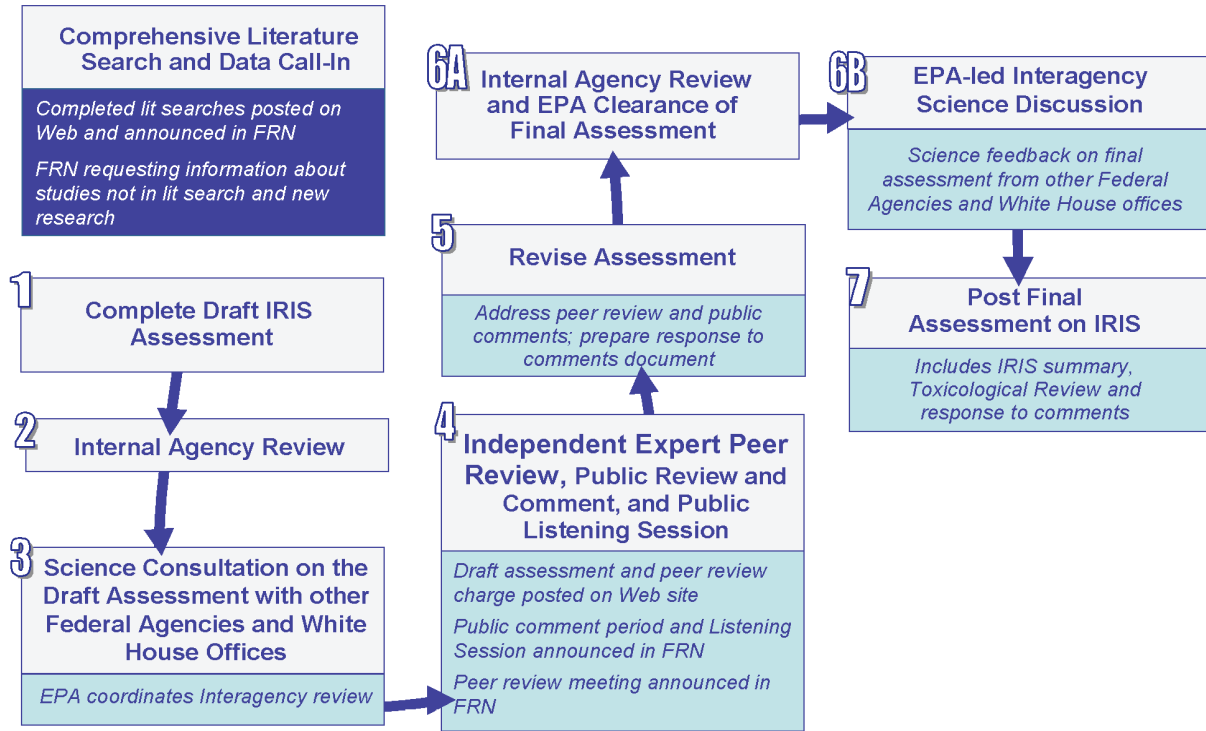 Comprehensive Literature
Search and Data Call-In
Completed lit searches posted on
Web and announced in FRN
FRN requesting information about
studies not in lit search and new
research
1
Complete Draft IRIS
Assessment
2
Internal Agency Review
3
Science Consultation on the
Draft Assessment with other
Federal Agencies and White
House Offices
EPA coordinates Interagency review
4
Independent Expert Peer
Review, Public Review and
Comment, and Public
Listening Session
Draft assessment and peer review
charge posted on Web site
Public comment period and Listening
Session announced in FRN
Peer review meeting announced in
FRN
5
Revise Assessment
Address peer review and public
comments; prepare response to
comments document
6A
Internal Agency Review
and EPA Clearance of
Final Assessment
6B
EPA-led Interagency
Science Discussion
Science feedback on final
assessment from other Federal
Agencies and White House offices
7
Post Final
Assessment on IRIS
Includes IRIS summary,
Toxicological Review and
response to comments